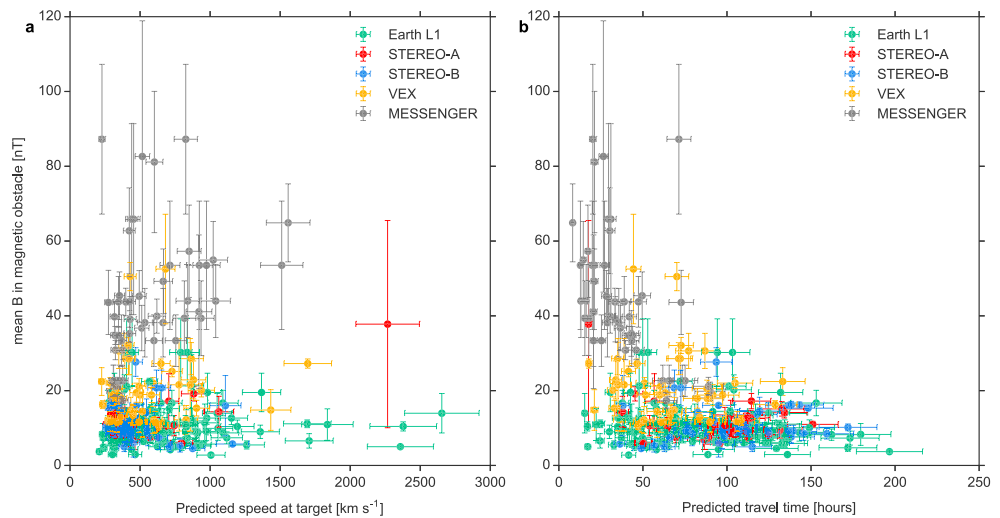 a
Earth L1
STEREO-A
STEREO-B
VEX
MESSENGER
mean B in magnetic obstacle [nT]
120
100
80
60
40
20
0
0 500 1000 1500 2000 2500 3000
Predicted speed at target [km s⁻¹]
b
Earth L1
STEREO-A
STEREO-B
VEX
MESSENGER
120
100
80
60
40
20
0
0 50 100 150 200 250
Predicted travel time [hours]